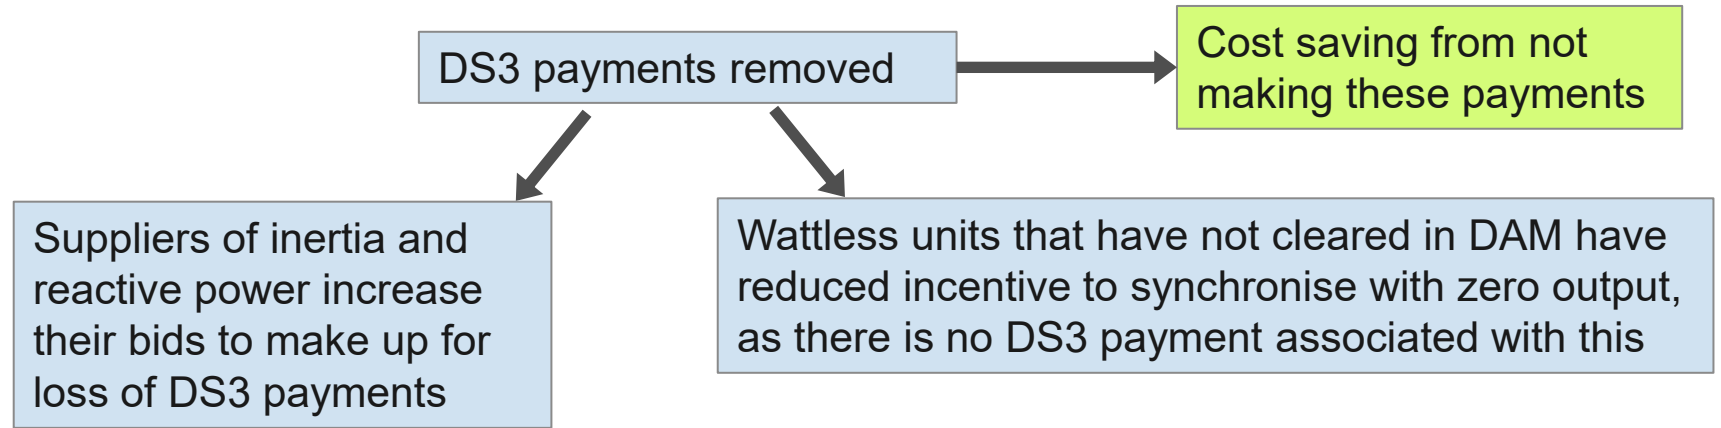 DS3 payments removed
Cost saving from not
making these payments
Suppliers of inertia and
reactive power increase
their bids to make up for
loss of DS3 payments
Wattless units that have not cleared in DAM have
reduced incentive to synchronise with zero output,
as there is no DS3 payment associated with this